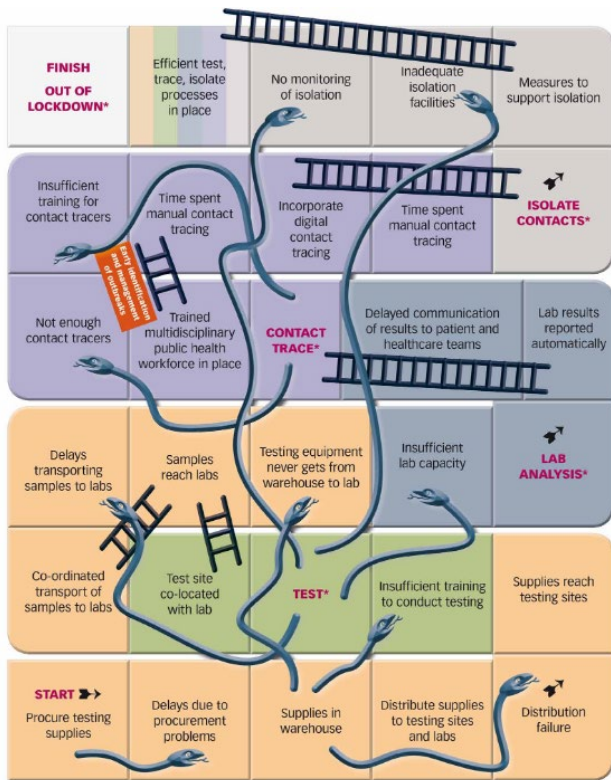 FINISH
OUT OF
LOCKDOWN*
Efficient test,
trace, isolate
processes
in place
No monitoring
of isolation
Inadequate
isolation
facilities
Measures to
support isolation
Insufficient
training for
contact tracers
Time spent
manual contact
tracing
Incorporate
digital
contact
tracing
Time spent
manual contact
tracing
ISOLATE
CONTACTS*
Early identification
and management
of outbreaks
Not enough
contact tracers
Trained
multidisciplinary
public health
workforce in place
CONTACT
TRACE*
Delayed communication
of results to patient and
healthcare teams
Lab results
reported
automatically
Delays
transporting
samples to labs
Samples
reach labs
Testing equipment
never gets from
warehouse to lab
Insufficient
lab capacity
LAB
ANALYSIS*
Co-ordinated
transport of
samples to labs
Test site
co-located
with lab
TEST*
Insufficient training
to conduct testing
Supplies reach
testing sites
START
Procure testing
supplies
Delays due to
procurement
problems
Supplies in
warehouse
Distribute supplies
to testing sites
and labs
Distribution
failure